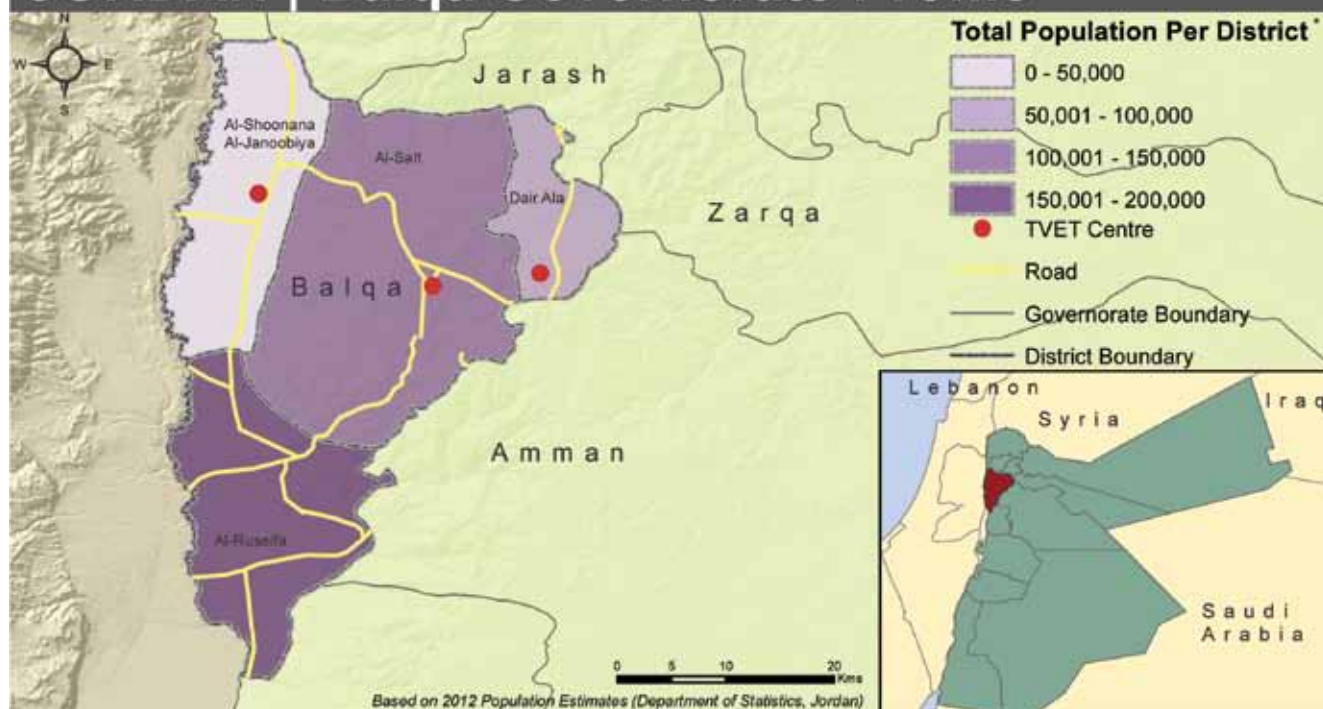 Total Population Per District *
0 - 50,000
50,001 - 100,000
100,001 - 150,000
150,001 - 200,000
TVET Centre
Road
Governorate Boundary
District Boundary
N
W
E
S
Jarash
Al-Shoonana
Al-Janoobiya
Al-Salt
Dair Ala
Zarqa
Balqa
Amman
Al-Ruseifa
0 5 10 20
Kms
Based on 2012 Population Estimates (Department of Statistics, Jordan)
Lebanon
Syria
Iraq
Saudi
Arabia